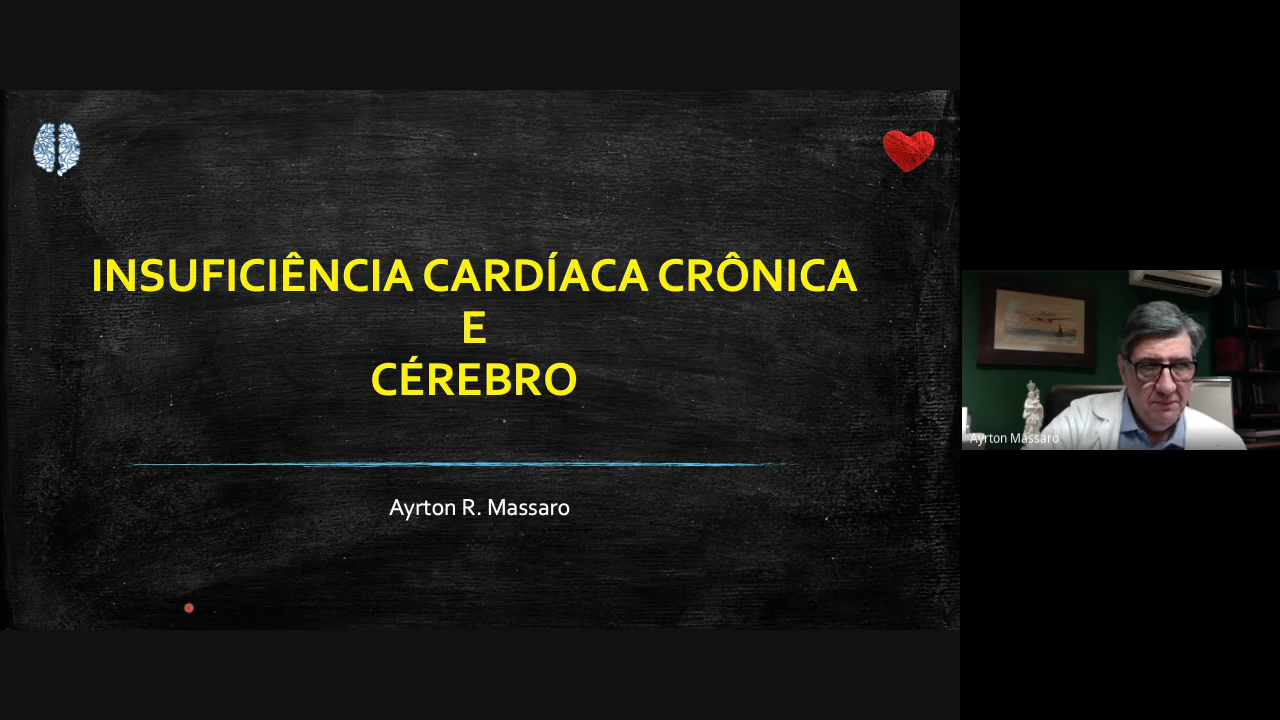 INSUFICIÊNCIA CARDÍACA CRÔNICA
E
CÉREBRO
Ayrton R. Massaro
Ayrton Massaro